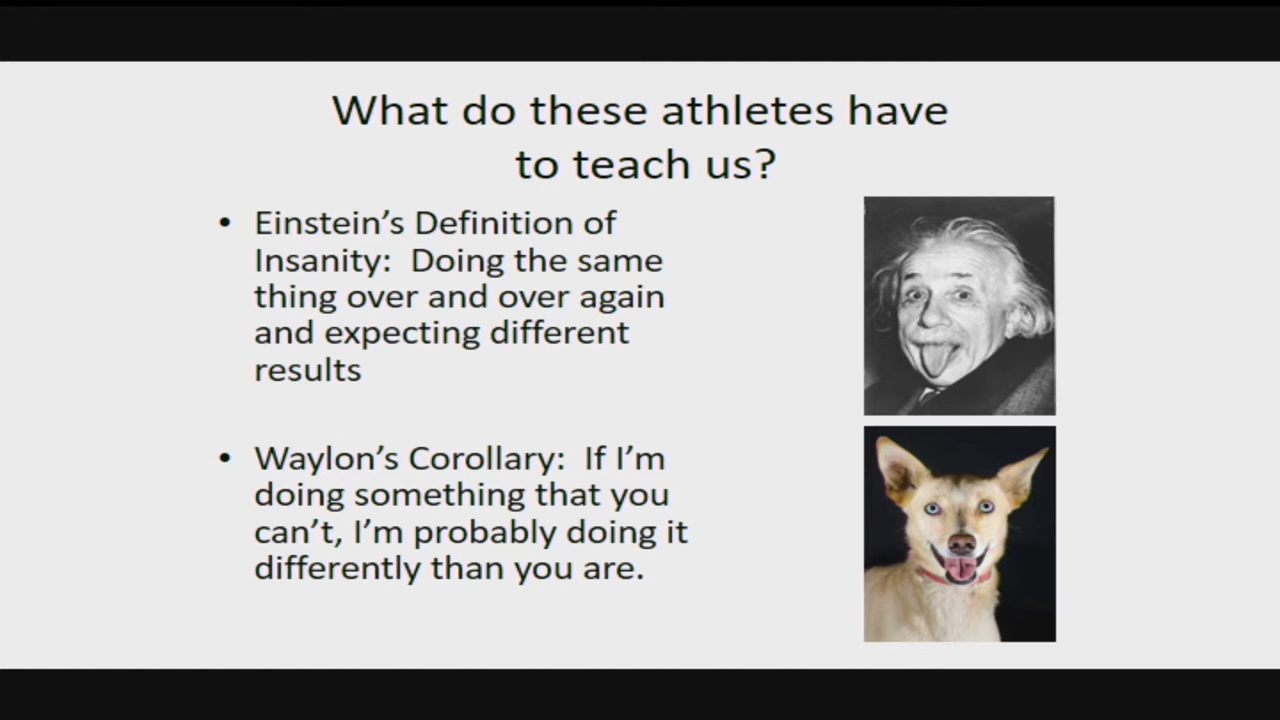 What do these athletes have
to teach us?
• Einstein’s Definition of
Insanity:  Doing the same
thing over and over again
and expecting different
results
• Waylon’s Corollary:  If I’m
doing something that you
can’t, I’m probably doing it
differently than you are.